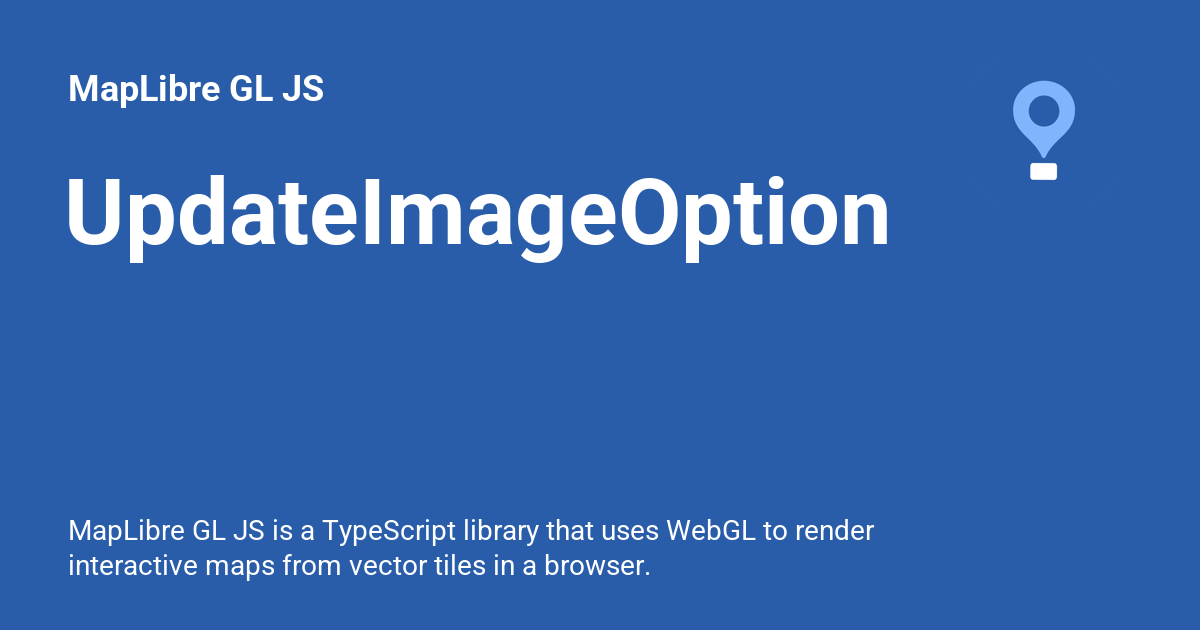 MapLibre GL JS
UpdateImageOption
MapLibre GL JS is a TypeScript library that uses WebGL to render
interactive maps from vector tiles in a browser.